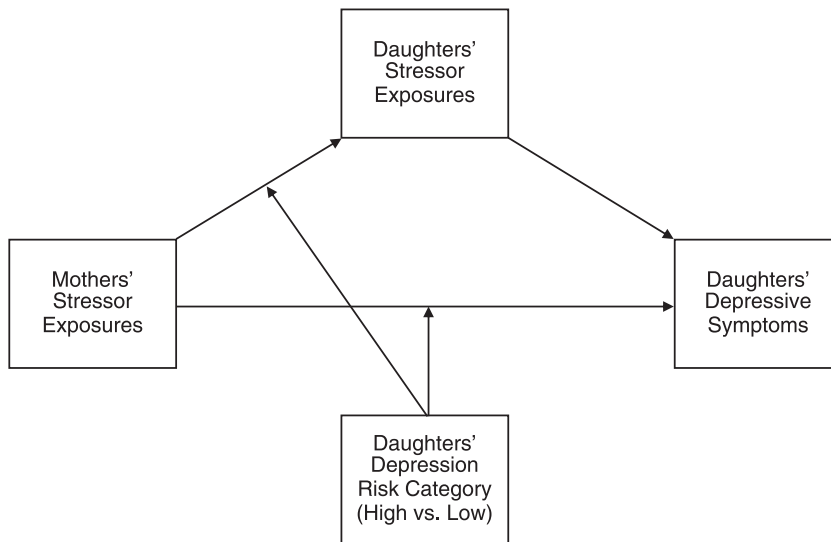 Daughters’
Stressor
Exposures
Mothers’
Stressor
Exposures
Daughters’
Depressive
Symptoms
Daughters’
Depression
Risk Category
(High vs. Low)